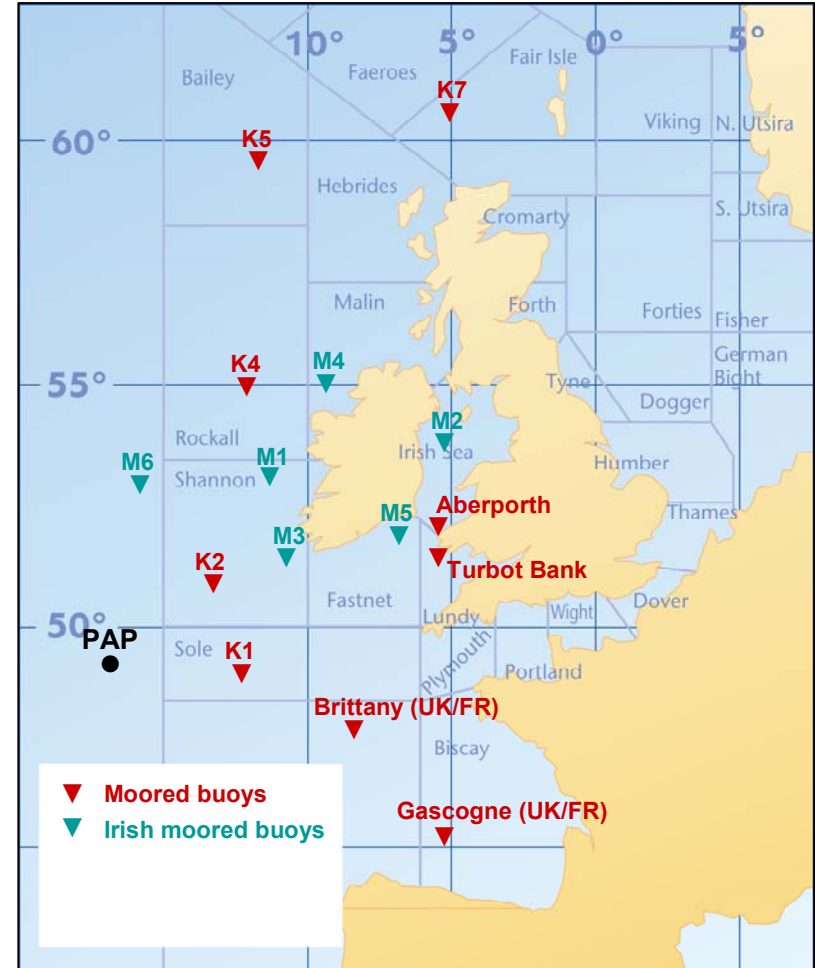 10°
5°
0°
5°
Fair Isle
Faeroes
Bailey
K7
Viking
N. Utsira
60°
K5
Hebrides
S. Utsira
Cromarty
Malin
Forth
Forties
Fisher
M4
K4
German
Bight
55°
Tyne
Dogger
M2
Rockall
Irish Sea
M6
M1
Humber
Shannon
Aberporth
M5
Thames
M3
K2
Turbot Bank
Fastnet
Dover
Lundy
Wight
50°
PAP
Sole
K1
Plymouth
Portland
Brittany (UK/FR)
Biscay
Moored buoys
Gascogne (UK/FR)
Irish moored buoys